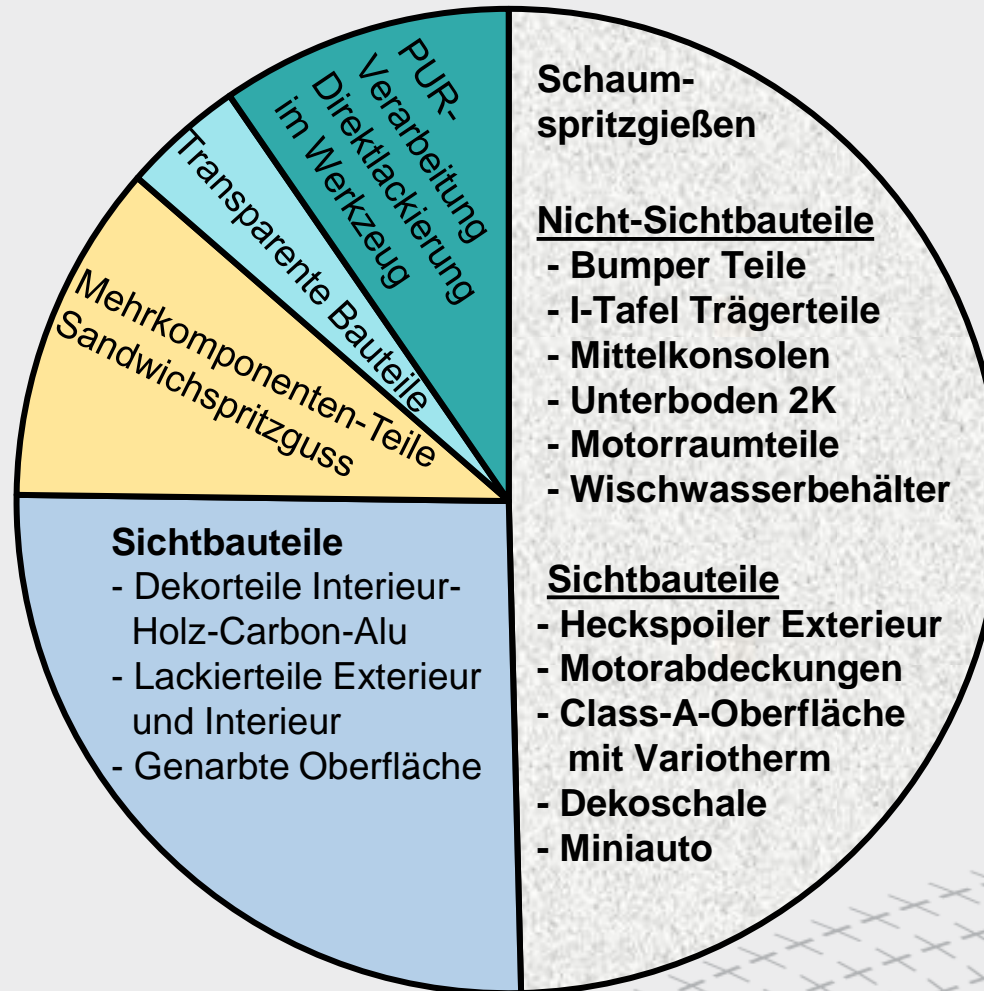 Schaum-
spritzgießen
Nicht-Sichtbauteile
- Bumper Teile
- I-Tafel Trägerteile
- Mittelkonsolen
- Unterboden 2K
- Motorraumteile
- Wischwasserbehälter
Sichtbauteile
- Heckspoiler Exterieur
- Motorabdeckungen
- Class-A-Oberfläche
mit Variotherm
- Dekoschale
- Miniauto
Sichtbauteile
- Dekorteile Interieur-
Holz-Carbon-Alu
- Lackierteile Exterieur
und Interieur
- Genarbte Oberfläche
Mehrkomponenten-Teile
Sandwichspritzguss
Transparente Bauteile
PUR-
Verarbeitung
Direktlackierung
im Werkzeug